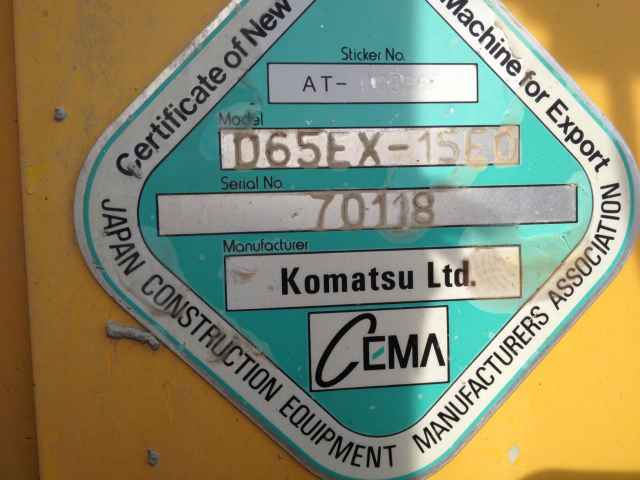 Certificate of New Machine for Export
Sticker No.
AT-
Model
D65EX-15E0
Serial No.
70118
Manufacturer
Komatsu Ltd.
CEMA
JAPAN CONSTRUCTION EQUIPMENT MANUFACTURERS ASSOCIATION